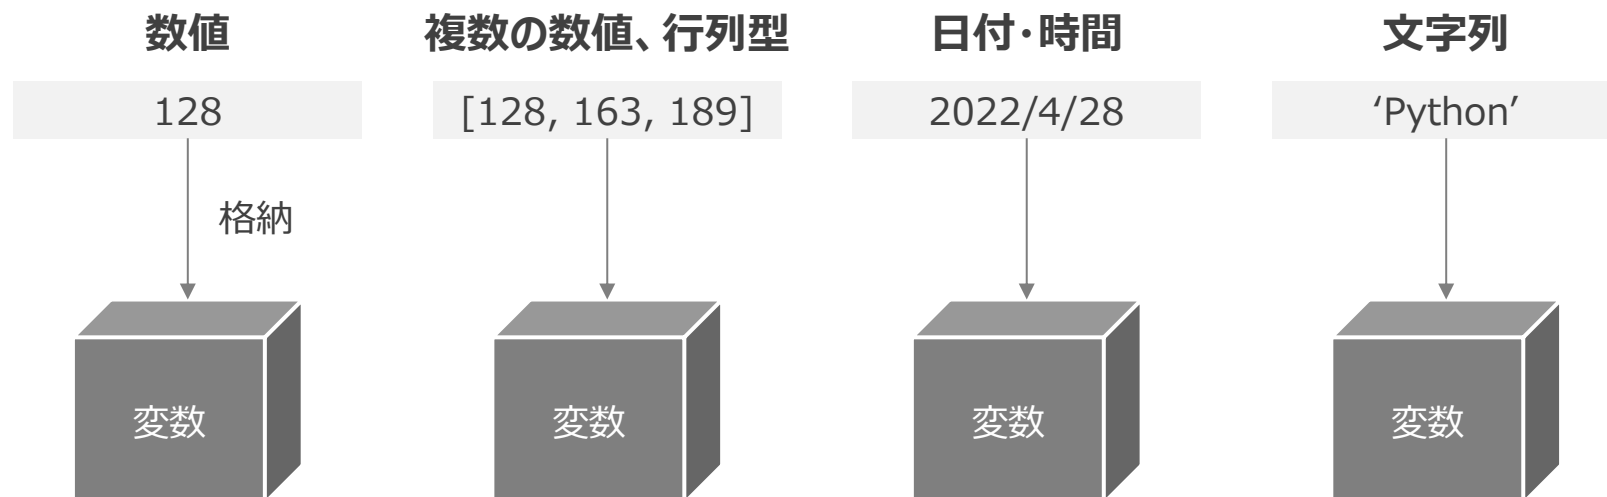 数値
複数の数値、行列型
日付・時間
文字列
128
[128, 163, 189]
2022/4/28
‘Python’
格納
変数
変数
変数
変数